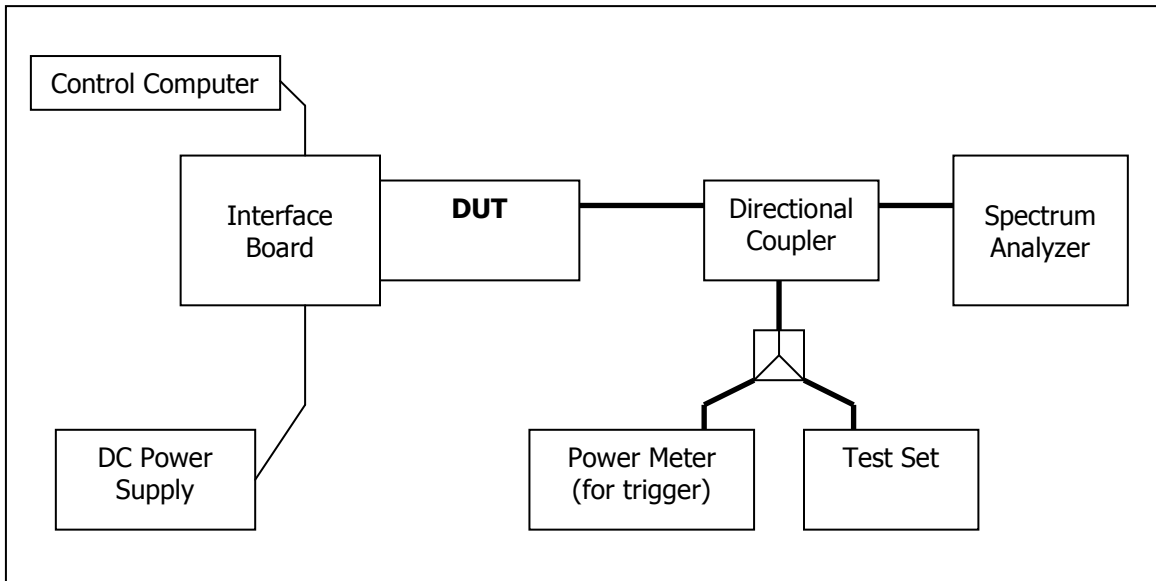 Control Computer
Interface
Board
DUT
Directional
Coupler
Spectrum
Analyzer
DC Power
Supply
Power Meter
(for trigger)
Test Set